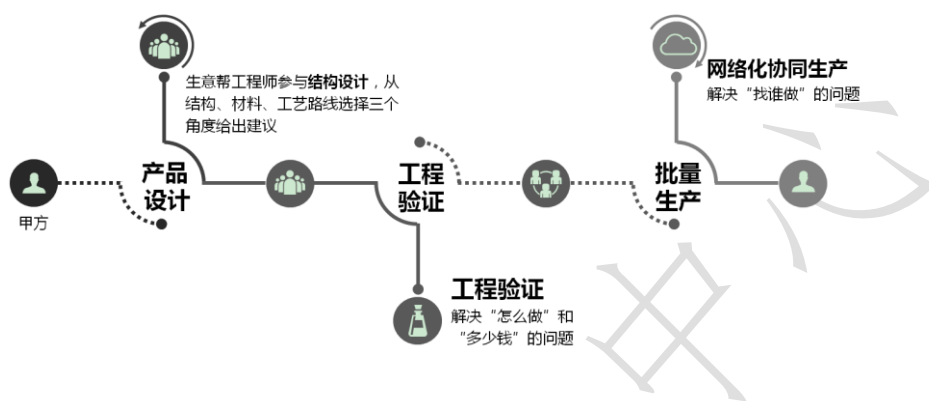 生意帮工程师参与结构设计，从
结构、材料、工艺路线选择三个
角度给出建议
网络化协同生产
解决“找谁做”的问题
产品
设计
工程
验证
批量
生产
甲方
工程验证
解决“怎么做”和
“多少钱”的问题